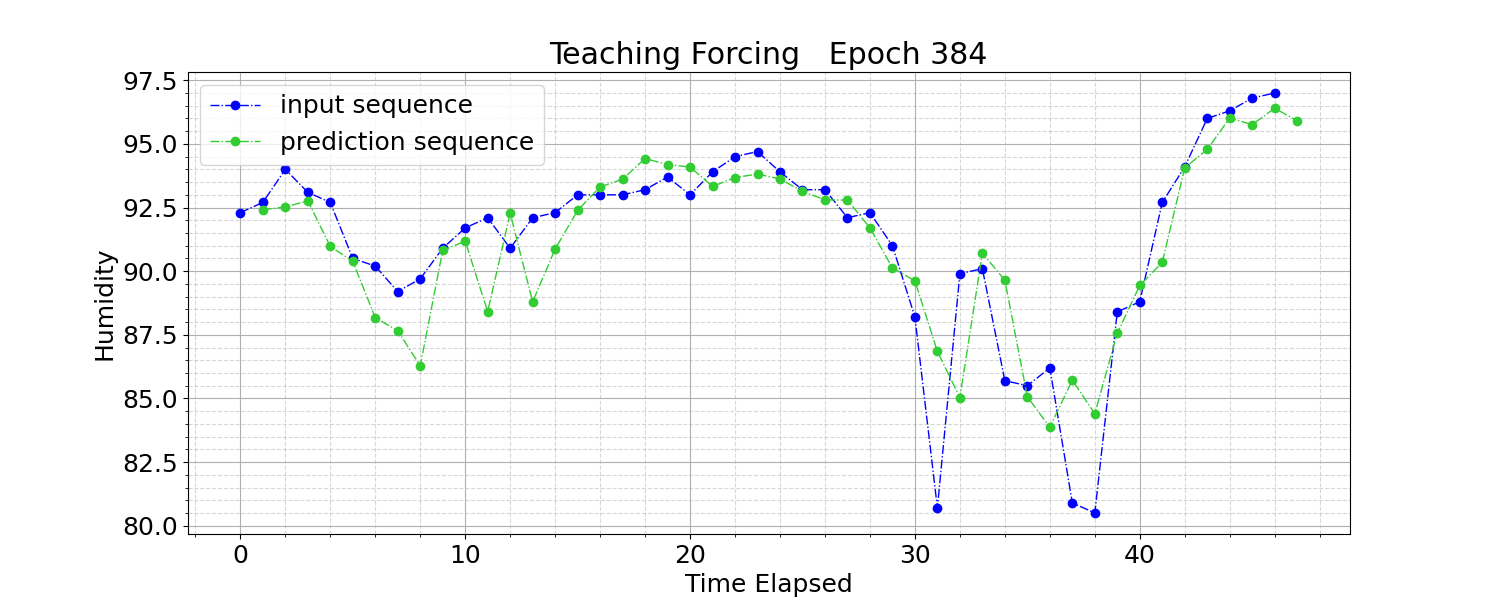 Teaching Forcing   Epoch 384
97.5
95.0
92.5
90.0
87.5
85.0
82.5
80.0
Humidity
input sequence
prediction sequence
0 10 20 30 40
Time Elapsed